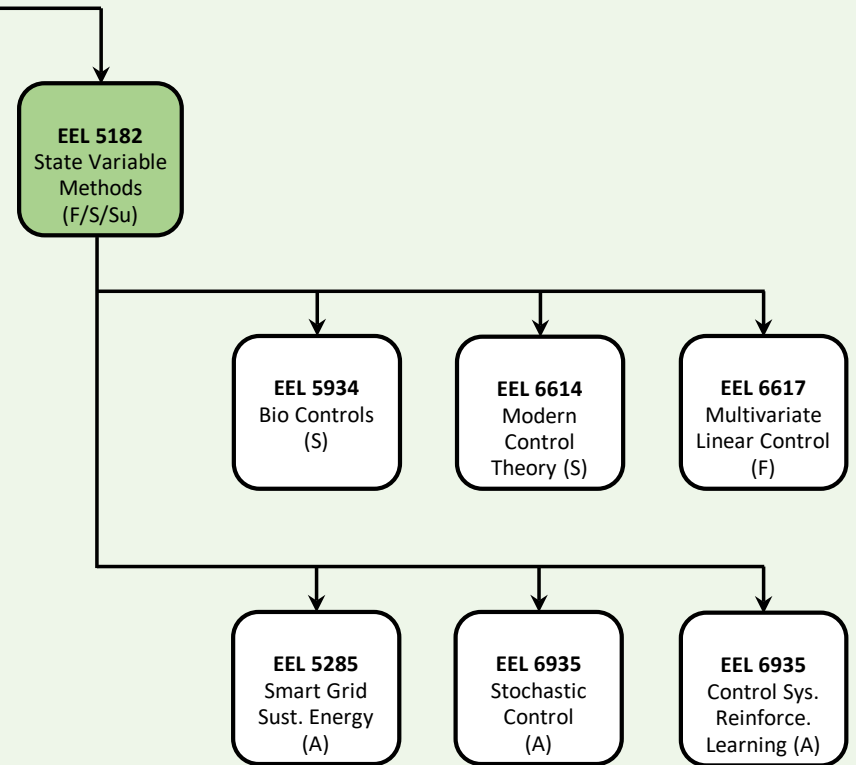 EEL 5182
State Variable
Methods
(F/S/Su)
EEL 5934
Bio Controls
(S)
EEL 6614
Modern
Control
Theory (S)
EEL 6617
Multivariate
Linear Control
(F)
EEL 5285
Smart Grid
Sust. Energy
(A)
EEL 6935
Stochastic
Control
(A)
EEL 6935
Control Sys.
Reinforce.
Learning (A)